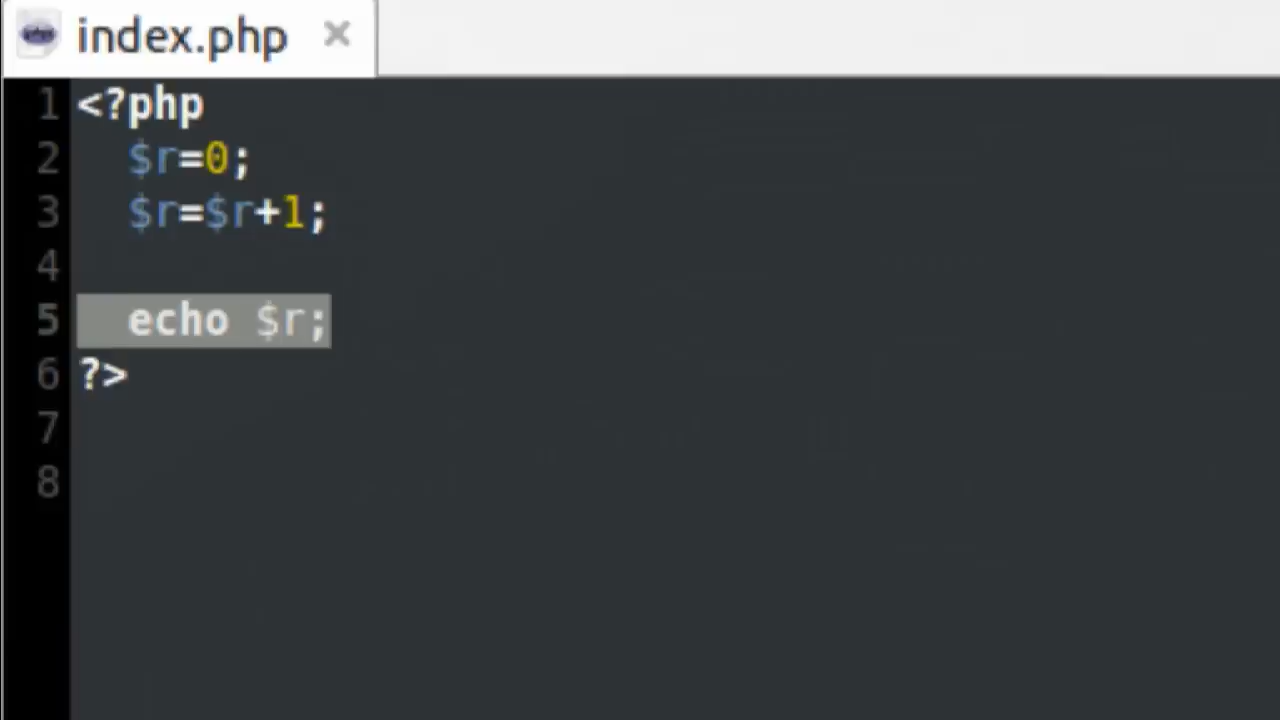 index.php
1 <?php
2   $r=0;
3   $r=$r+1;
4
5   echo $r;
6 ?>
7
8